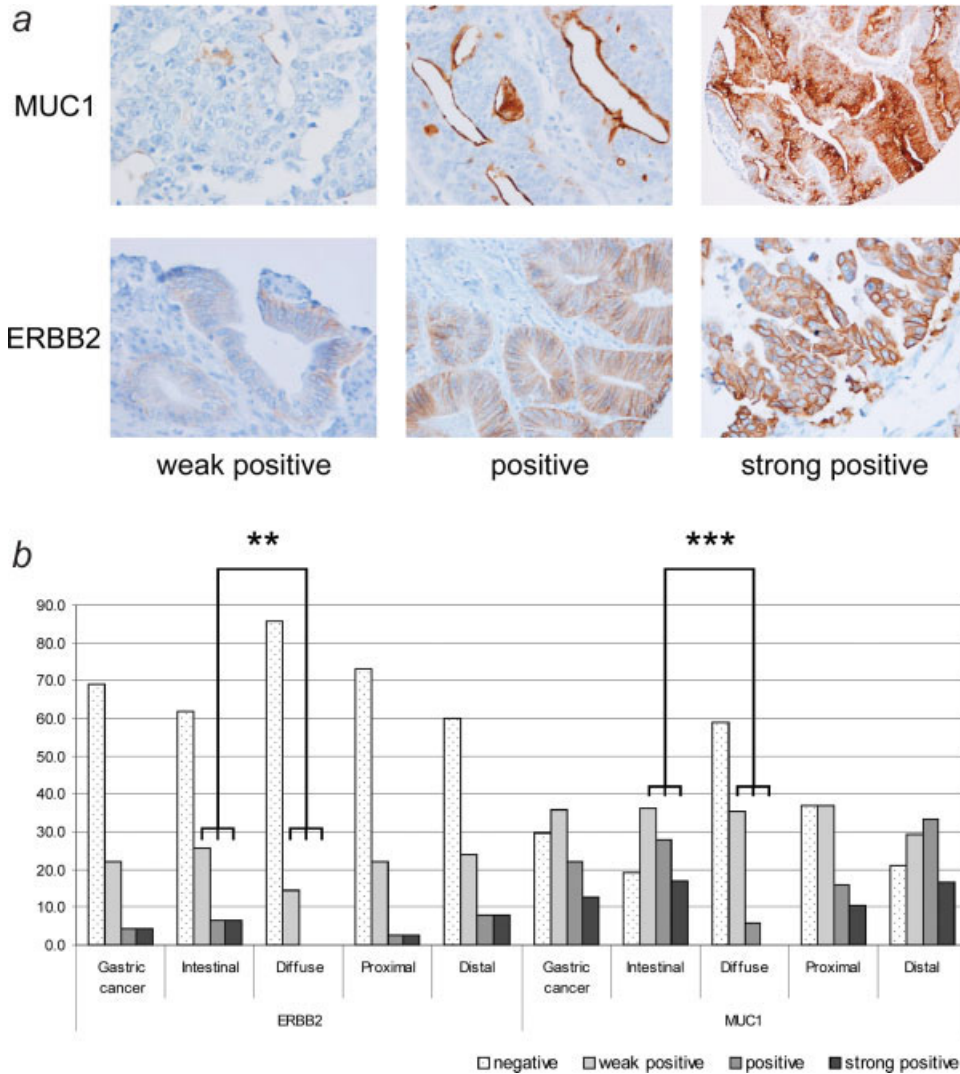 a
MUC1
ERBB2
weak positive positive strong positive
b
** ***
90.0
80.0
70.0
60.0
50.0
40.0
30.0
20.0
10.0
0.0
Gastric cancer Intestinal Diffuse Proximal Distal Gastric cancer Intestinal Diffuse Proximal Distal
ERBB2 MUC1
negative weak positive positive strong positive